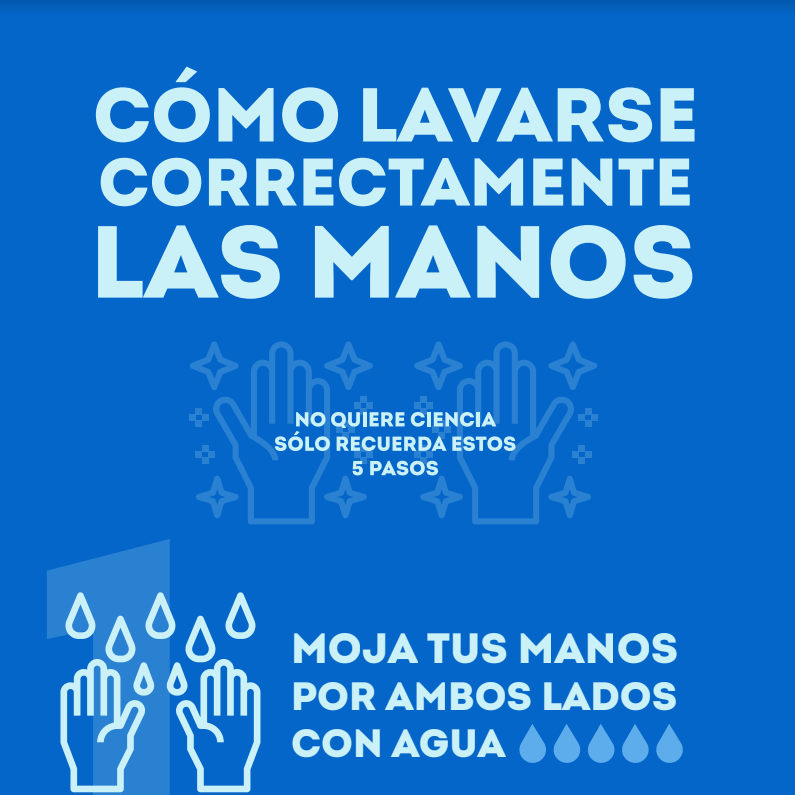 CÓMO LAVARSE
CORRECTAMENTE
LAS MANOS
NO QUIERE CIENCIA
SÓLO RECUERDA ESTOS
5 PASOS
1
MOJA TUS MANOS
POR AMBOS LADOS
CON AGUA